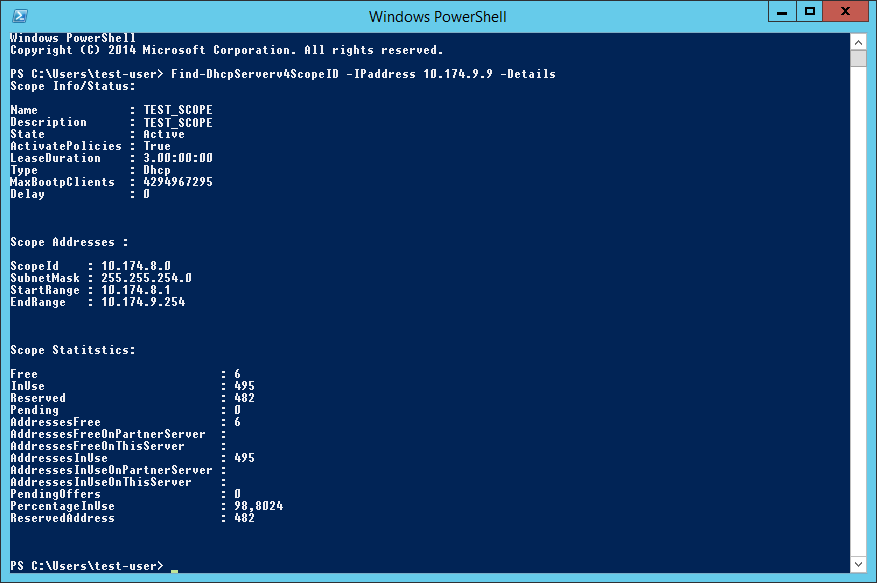 Windows PowerShell
Windows PowerShell
Copyright (C) 2014 Microsoft Corporation. All rights reserved.
PS C:\Users\test-user> Find-DhcpServerv4ScopeID -IPaddress 10.174.9.9 -Details
Scope Info/Status:
Name             : TEST_SCOPE
Description      : TEST_SCOPE
State            : Active
ActivatePolicies : True
LeaseDuration    : 3.00:00:00
Type             : Dhcp
MaxBootpClients  : 4294967295
Delay            : 0
Scope Addresses :
ScopeId    : 10.174.8.0
SubnetMask : 255.255.254.0
StartRange : 10.174.8.1
EndRange   : 10.174.9.254
Scope Statitstics:
Free                          : 6
InUse                         : 495
Reserved                      : 482
Pending                       : 0
AddressesFree                 : 6
AddressesFreeOnPartnerServer  :
AddressesFreeOnThisServer     :
AddressesInUse                : 495
AddressesInUseOnPartnerServer :
AddressesInUseOnThisServer    :
PendingOffers                 : 0
PercentageInUse               : 98,8024
ReservedAddress               : 482
PS C:\Users\test-user> _